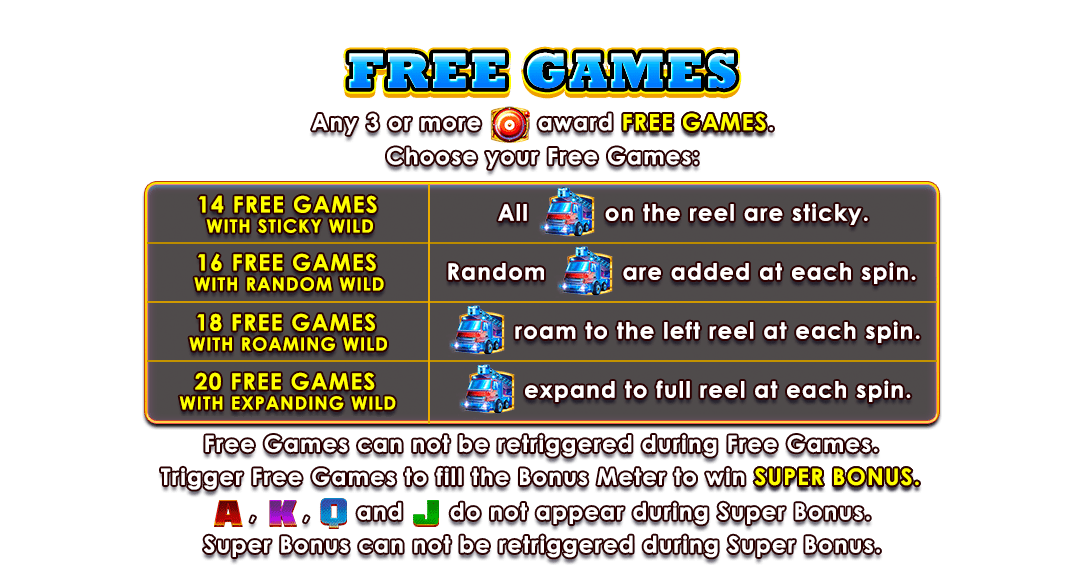 FREE GAMES
Any 3 or more award FREE GAMES.
Choose your Free Games:
14 FREE GAMES
WITH STICKY WILD
All on the reel are sticky.
16 FREE GAMES
WITH RANDOM WILD
Random are added at each spin.
18 FREE GAMES
WITH ROAMING WILD
roam to the left reel at each spin.
20 FREE GAMES
WITH EXPANDING WILD
expand to full reel at each spin.
Free Games can not be retriggered during Free Games.
Trigger Free Games to fill the Bonus Meter to win SUPER BONUS.
A, K, Q and J do not appear during Super Bonus.
Super Bonus can not be retriggered during Super Bonus.